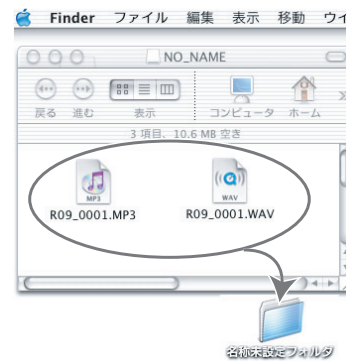 Finder ファイル 編集 表示 移動
NO_NAME
戻る 進む 表示 コンピュータ ホーム
3 項目、10.6 MB 空き
MP3 WAV
R09_0001.MP3 R09_0001.WAV
名称未設定フォルダ